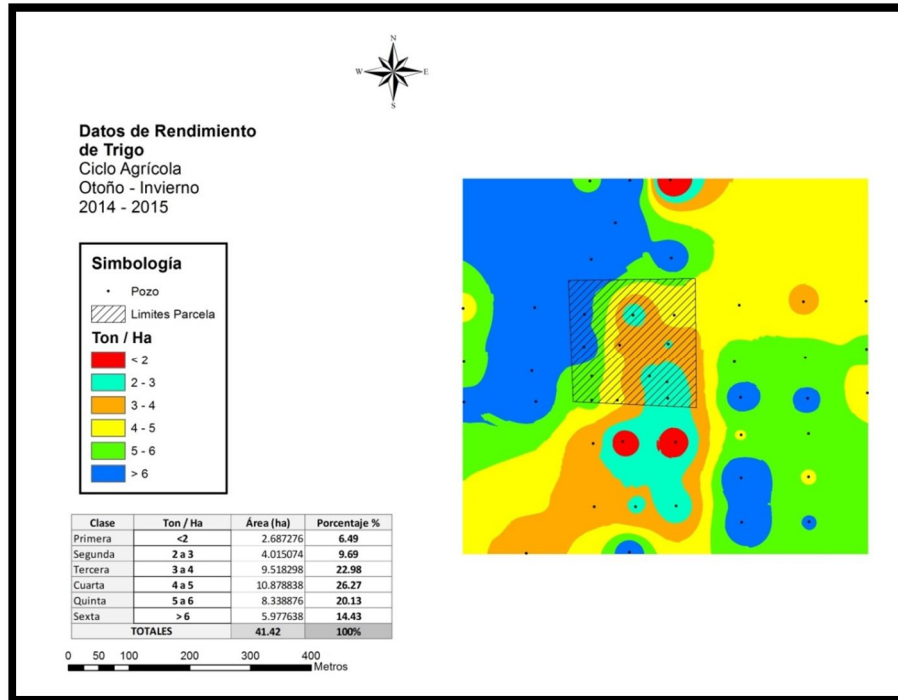 N
W E
S
Datos de Rendimiento
de Trigo
Ciclo Agrícola
Otoño - Invierno
2014 - 2015
Simbología
Pozo
Limites Parcela
Ton / Ha
< 2
2 - 3
3 - 4
4 - 5
5 - 6
> 6
Clase Ton / Ha Área (ha) Porcentaje %
Primera <2 2.687276 6.49
Segunda 2 a 3 4.015074 9.69
Tercera 3 a 4 9.518298 22.98
Cuarta 4 a 5 10.878838 26.27
Quinta 5 a 6 8.338876 20.13
Sexta > 6 5.977638 14.43
TOTALES 41.42 100%
0 50 100 200 300 400
Metros